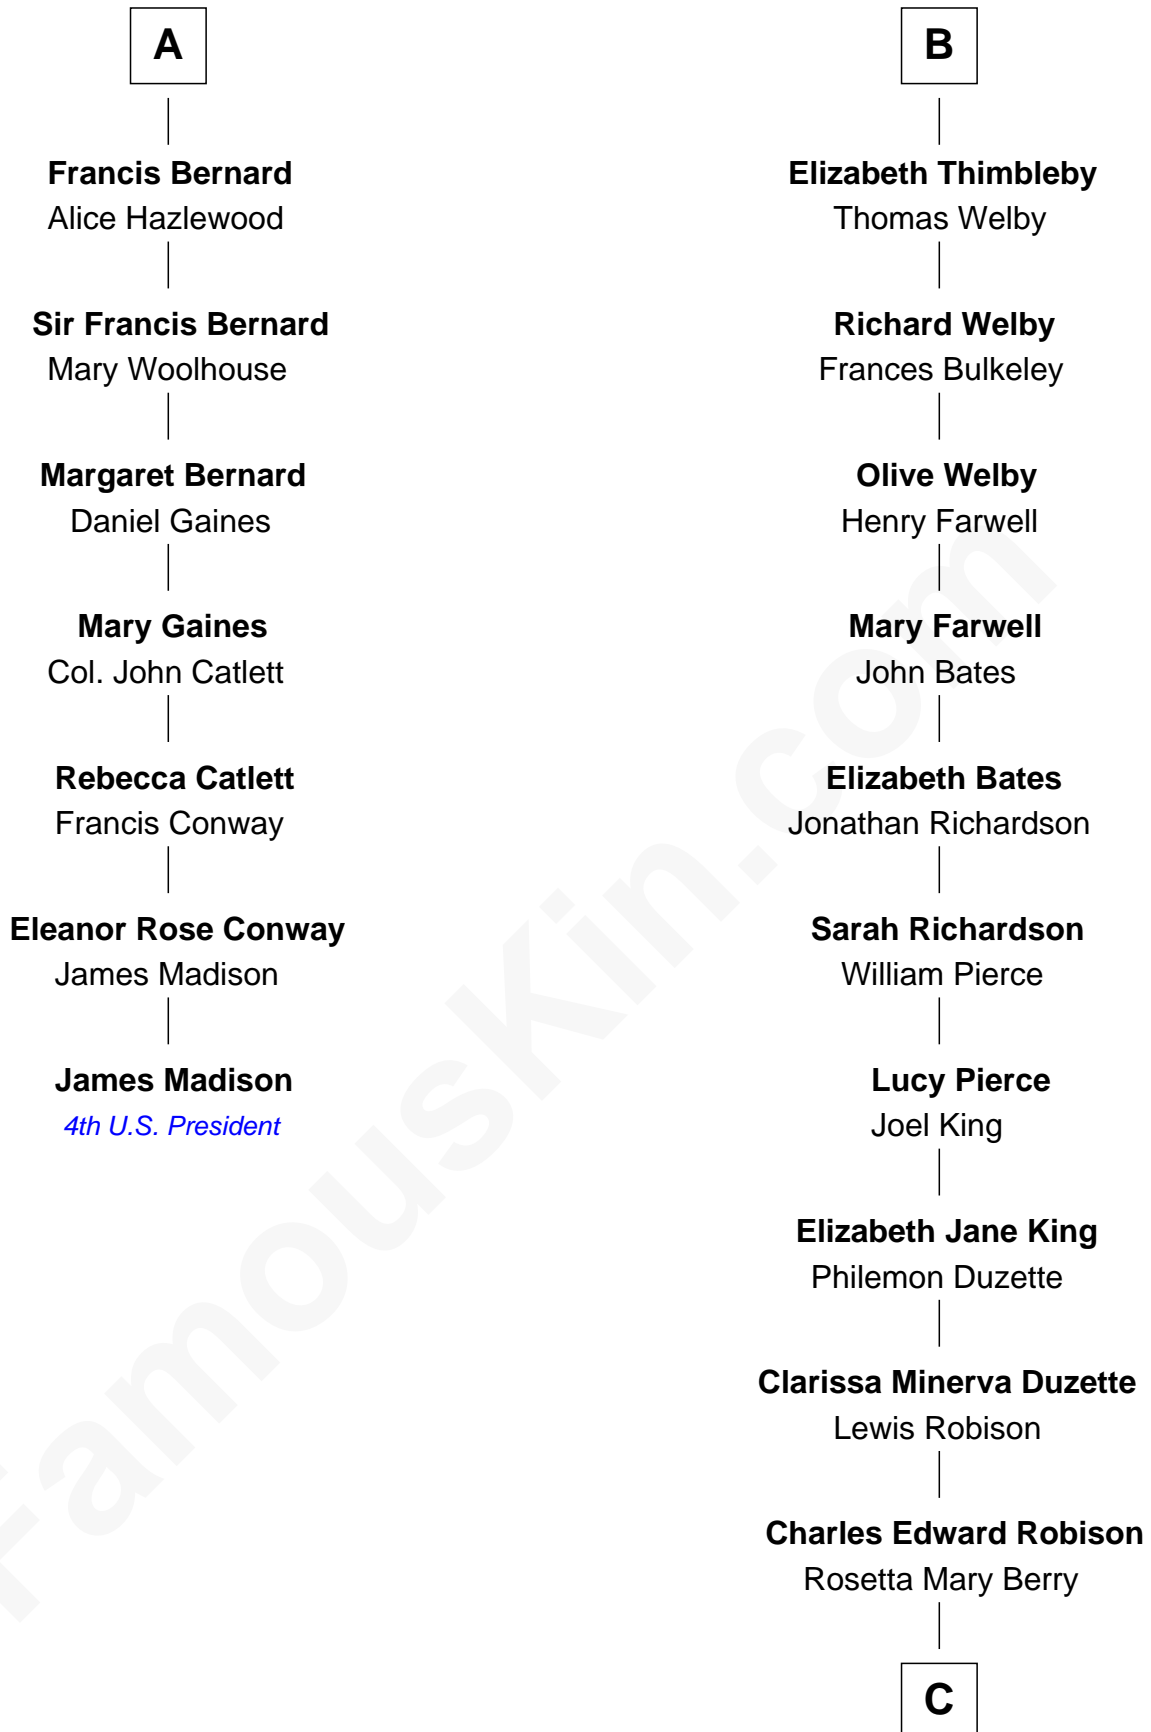 A
Francis Bernard
Alice Hazlewood
Sir Francis Bernard
Mary Woolhouse
Margaret Bernard
Daniel Gaines
Mary Gaines
Col. John Catlett
Rebecca Catlett
Francis Conway
Eleanor Rose Conway
James Madison
James Madison
4th U.S. President
B
Elizabeth Thimbleby
Thomas Welby
Richard Welby
Frances Bulkeley
Olive Welby
Henry Farwell
Mary Farwell
John Bates
Elizabeth Bates
Jonathan Richardson
Sarah Richardson
William Pierce
Lucy Pierce
Joel King
Elizabeth Jane King
Philemon Duzette
Clarissa Minerva Duzette
Lewis Robison
Charles Edward Robison
Rosetta Mary Berry
C
FamousKin.com